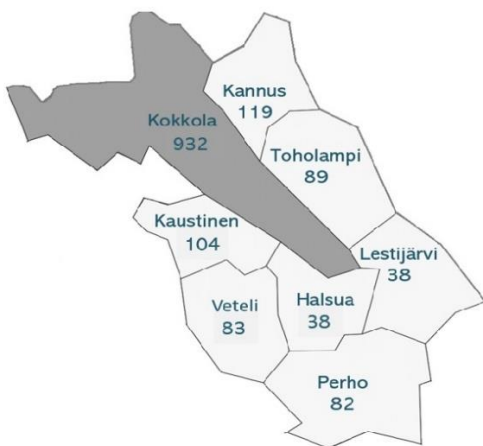 Kannus
119
Kokkola
932
Toholampi
89
Kaustinen
104
Lestijärvi
38
Veteli
83
Halsua
38
Perho
82